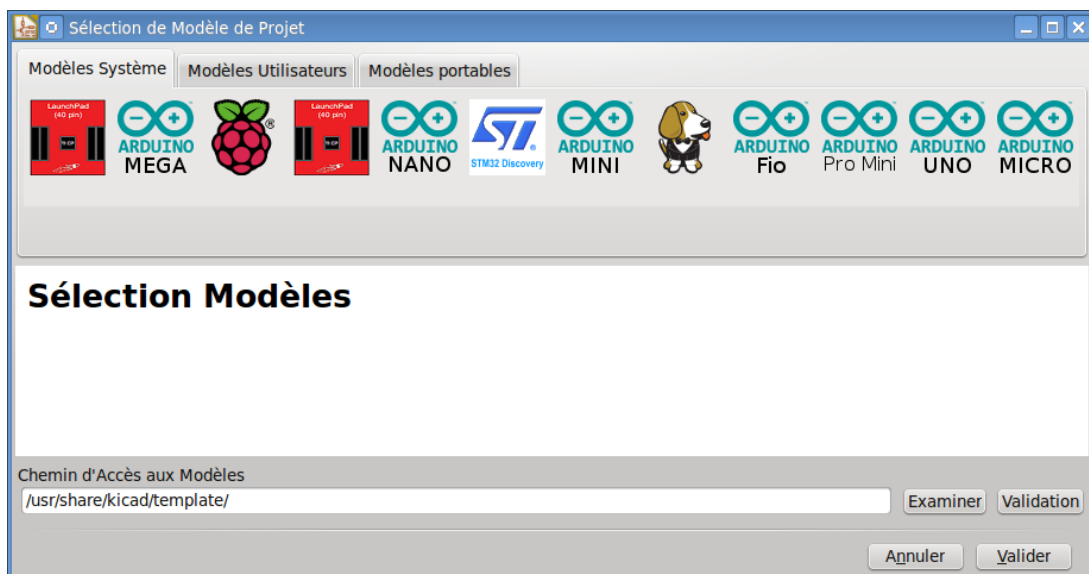 Sélection de Modèle de Projet
Modèles Système Modèles Utilisateurs Modèles portables
LaunchPad
(40 pin)
ARDUINO
MEGA
®
LaunchPad
(40 pin)
ARDUINO
NANO
STM32 Discovery
ARDUINO
MINI
ARDUINO
Fio
ARDUINO
Pro Mini
ARDUINO
UNO
ARDUINO
MICRO
Sélection Modèles
Chemin d'Accès aux Modèles
/usr/share/kicad/template/ Examiner Validation
Annuler Valider